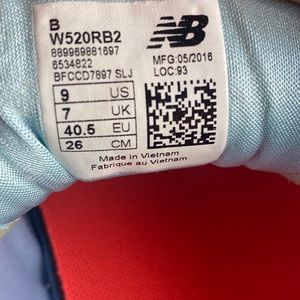 B
W520RB2
889969881697
6534822
BFCCD7897 SLJ
NB
MFG:05/2016
LOC:93
9 US
7 UK
40.5 EU
26 CM
Made in Vietnam
Fabriqué au Vietnam